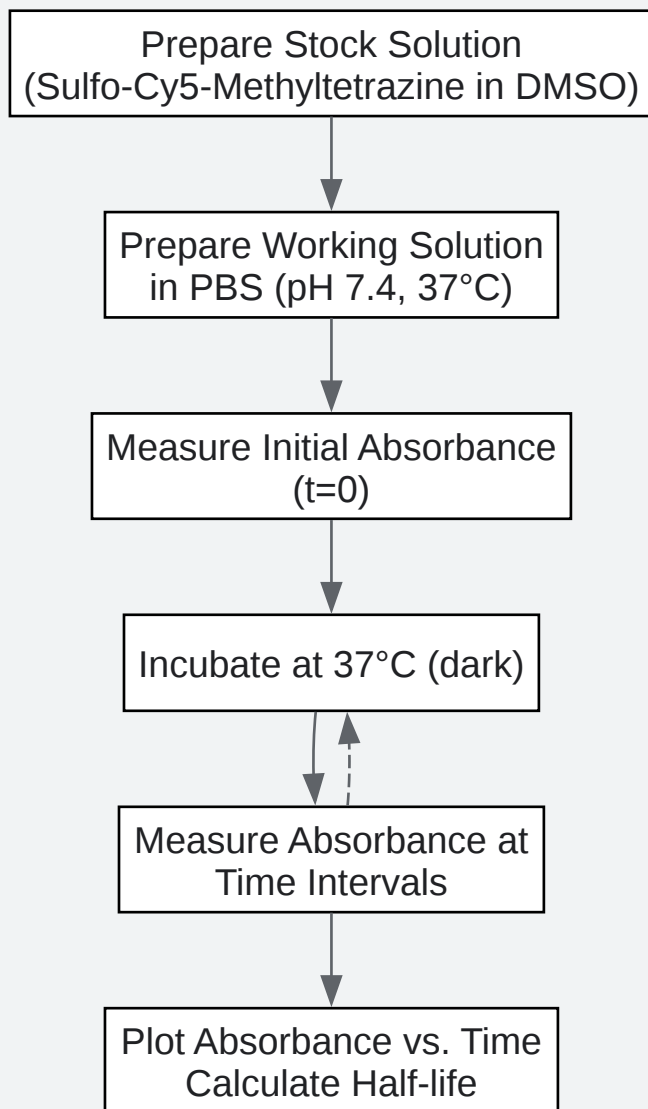 Prepare Stock Solution
(Sulfo-Cy5-Methyltetrazine in DMSO)
Prepare Working Solution
in PBS (pH 7.4, 37°C)
Measure Initial Absorbance
(t=0)
Incubate at 37°C (dark)
Measure Absorbance at
Time Intervals
Plot Absorbance vs. Time
Calculate Half-life